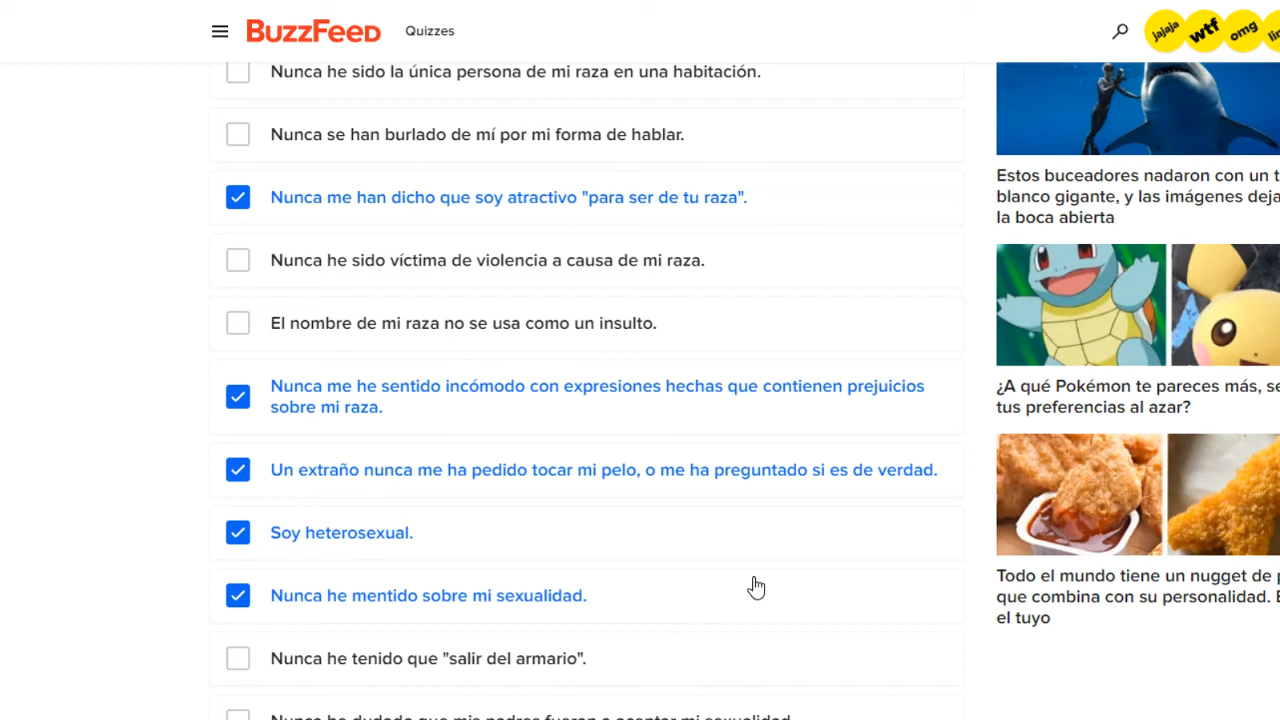 BuzzFeed
Quizzes
jajaja
wtf
omg
Nunca he sido la única persona de mi raza en una habitación.
Nunca se han burlado de mí por mi forma de hablar.
Nunca me han dicho que soy atractivo "para ser de tu raza".
Nunca he sido víctima de violencia a causa de mi raza.
El nombre de mi raza no se usa como un insulto.
Nunca me he sentido incómodo con expresiones hechas que contienen prejuicios
sobre mi raza.
Un extraño nunca me ha pedido tocar mi pelo, o me ha preguntado si es de verdad.
Soy heterosexual.
Nunca he mentido sobre mi sexualidad.
Nunca he tenido que "salir del armario".
Estos buceadores nadaron con un t
blanco gigante, y las imágenes deja
la boca abierta
¿A qué Pokémon te pareces más, se
tus preferencias al azar?
Todo el mundo tiene un nugget de p
que combina con su personalidad. E
el tuyo